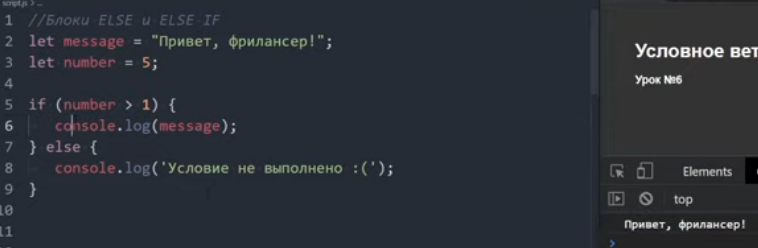 script.js > ...
1 //Блоки ELSE и ELSE IF
2 let message = "Привет, фрилансер!";
3 let number = 5;
4
5 if (number > 1) {
6 console.log(message);
7 } else {
8 console.log('Условие не выполнено :(');
9 }
10
11
Условное вет
Урок №6
Elements
top
Привет, фрилансер!
>